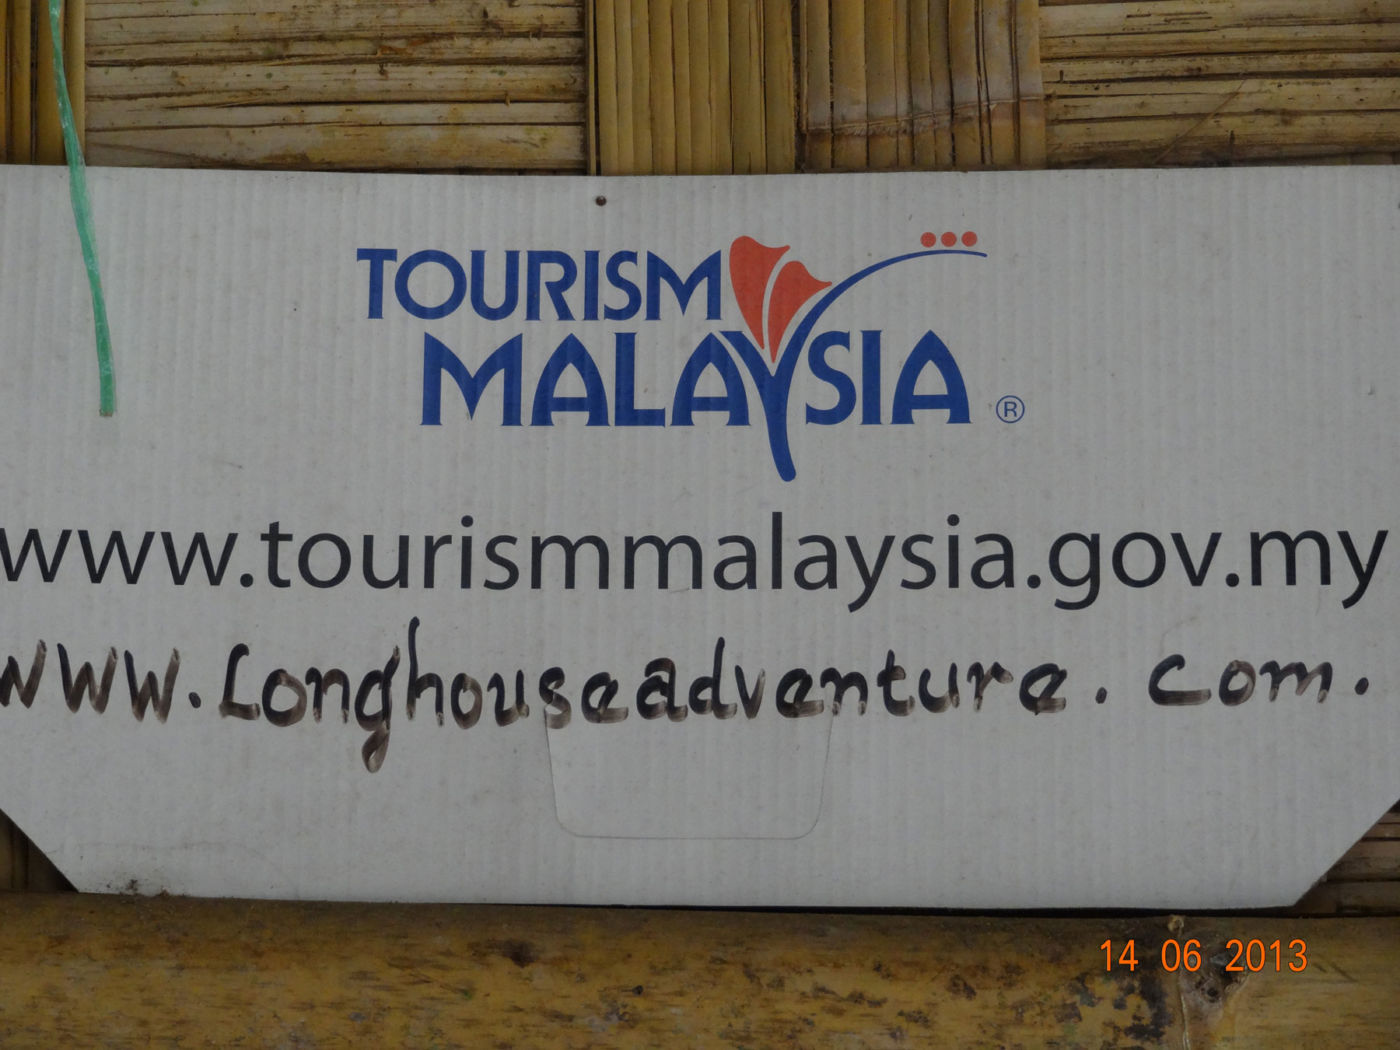 TOURISM
MALAYSIA ®
www.tourismmalaysia.gov.my
WWW.Longhouseadventure.com.
14 06 2013